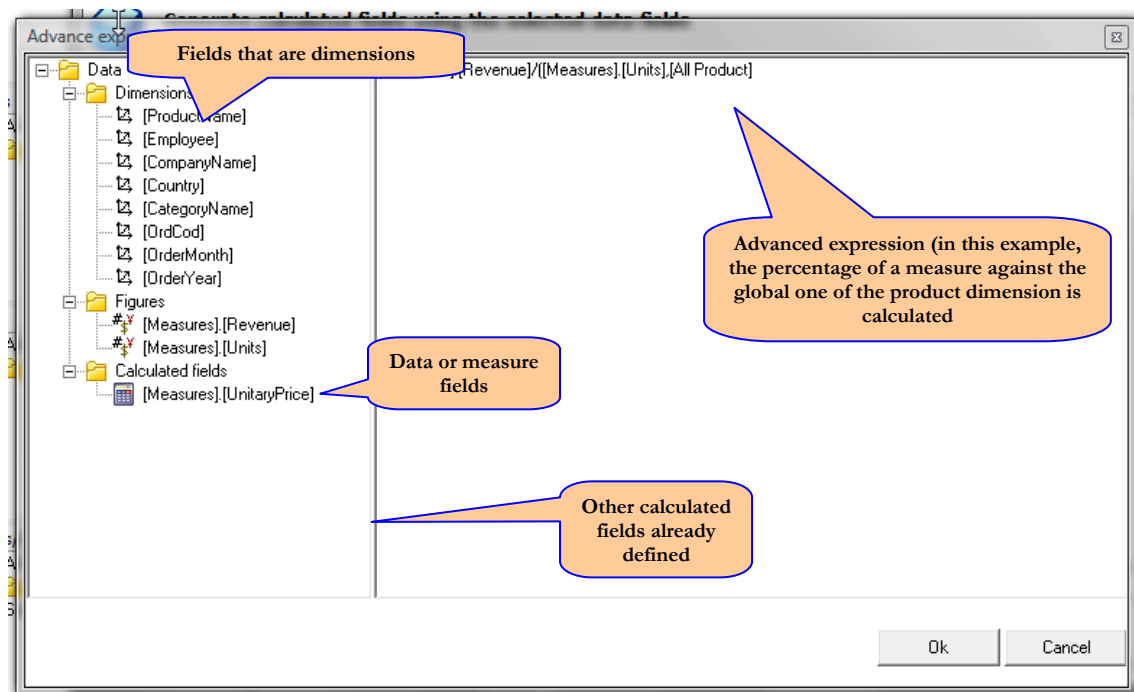 Generate calculated fields using the selected data fields
Advance exp
Fields that are dimensions
Data
[Revenue]/([Measures].[Units],[All Product]
Dimensions
[ProductName]
[Employee]
[CompanyName]
[Country]
[CategoryName]
[OrdCod]
[OrderMonth]
[OrderYear]
Figures
[Measures].[Revenue]
[Measures].[Units]
Calculated fields
[Measures].[UnitaryPrice]
Advanced expression (in this example,
the percentage of a measure against the
global one of the product dimension is
calculated
Data or measure
fields
Other calculated
fields already
defined
Ok
Cancel